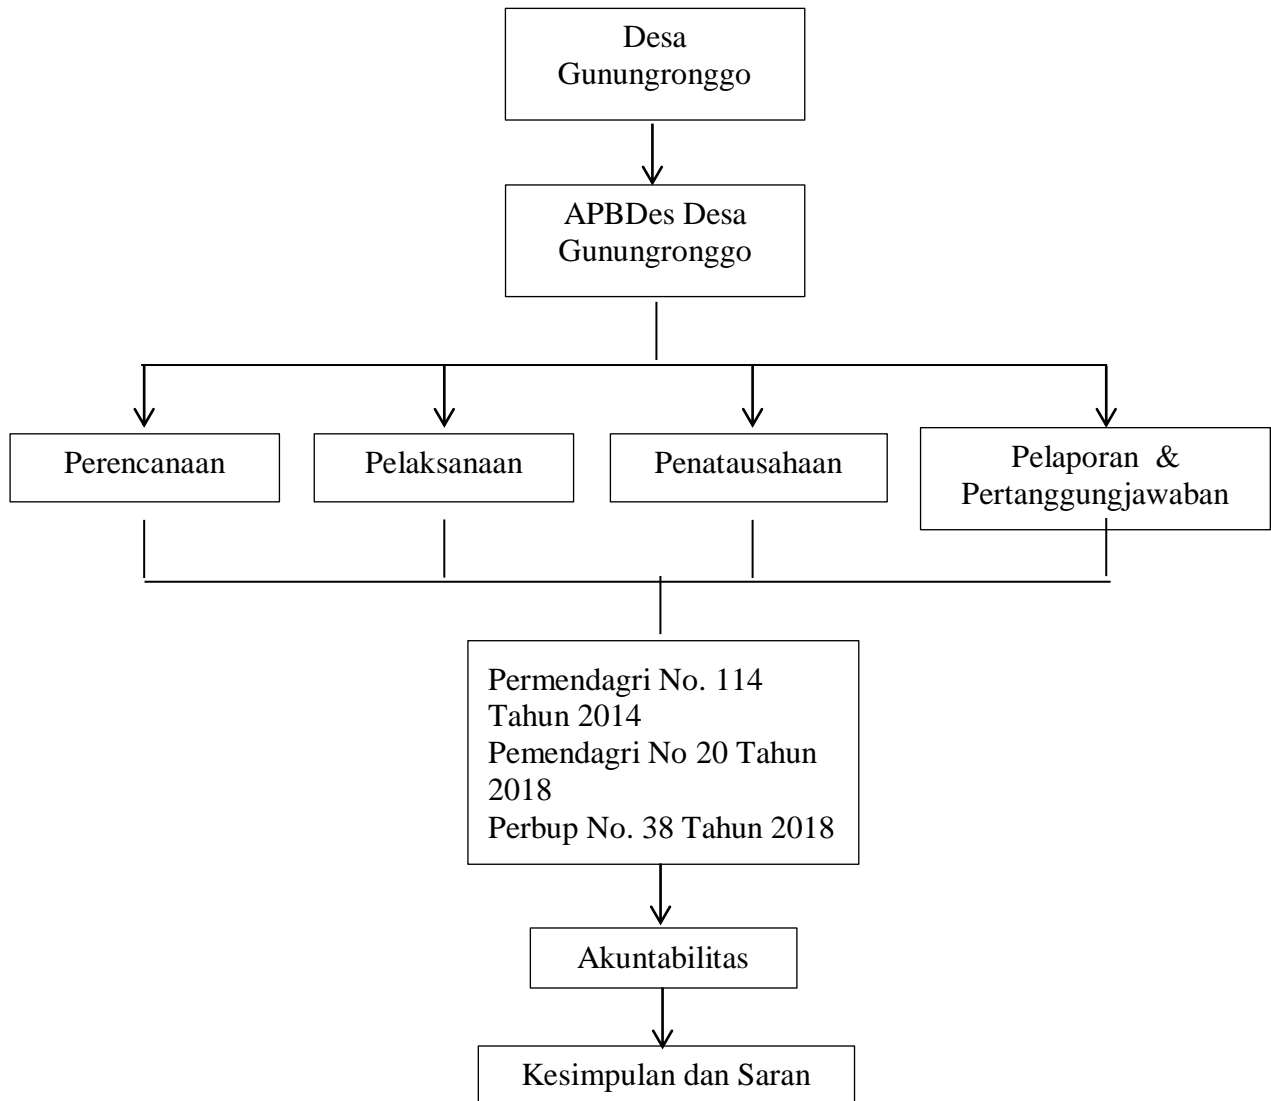 Desa
Gunungronggo
APBDes Desa
Gunungronggo
Perencanaan
Pelaksanaan
Penatausahaan
Pelaporan &
Pertanggungjawaban
Permendagri No. 114
Tahun 2014
Pemendagri No 20 Tahun
2018
Perbup No. 38 Tahun 2018
Akuntabilitas
Kesimpulan dan Saran